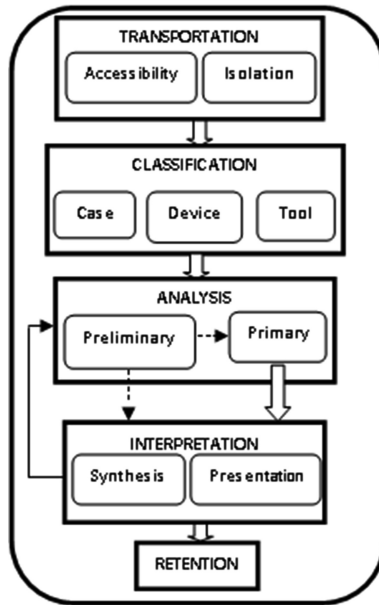 TRANSPORTATION
Accessibility Isolation
CLASSIFICATION
Case Device Tool
ANALYSIS
Preliminary Primary
INTERPRETATION
Synthesis Presentation
RETENTION